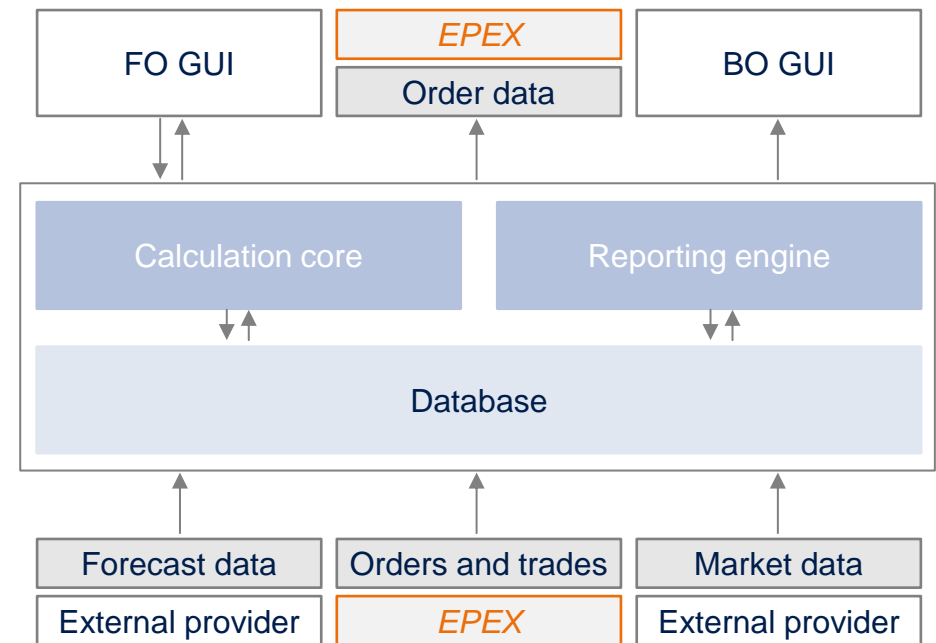 FO GUI
EPEX
Order data
BO GUI
Calculation core
Reporting engine
Database
Forecast data
Orders and trades
Market data
External provider
EPEX
External provider